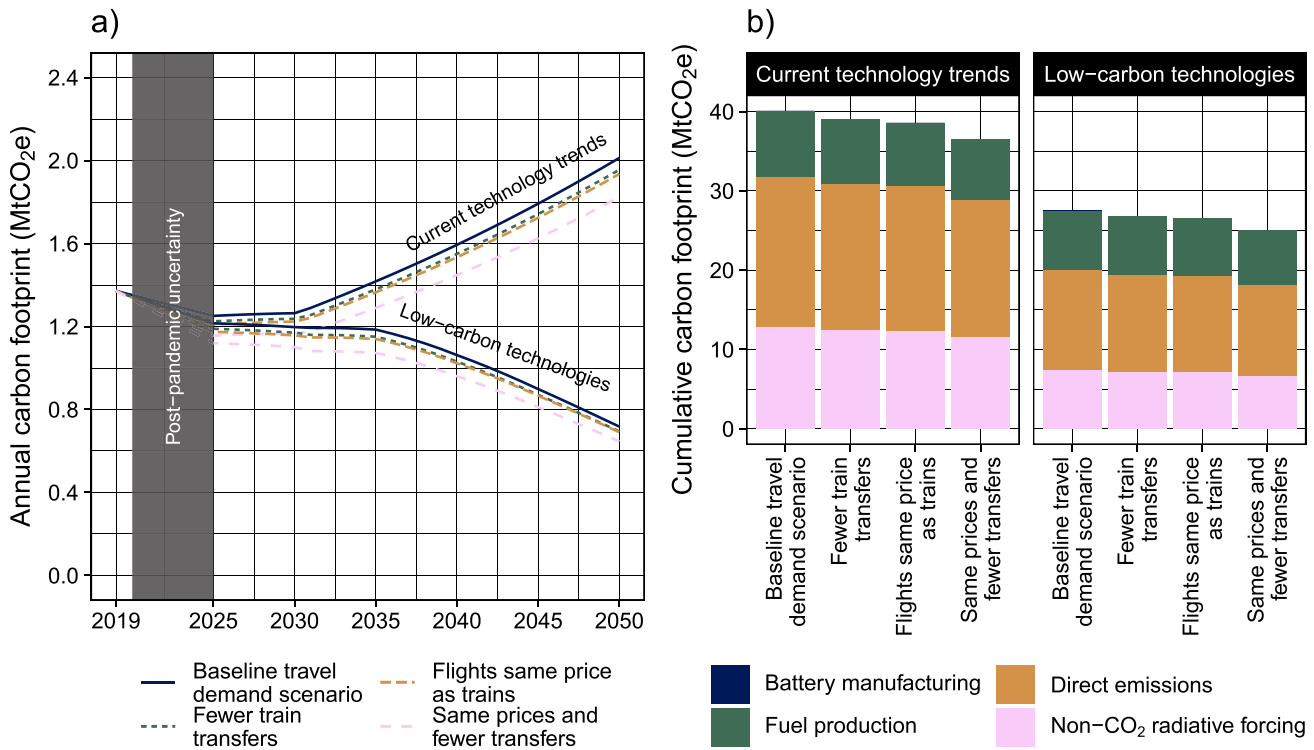 a)
Annual carbon footprint (MtCO₂e)
2.4
2.0
1.6
1.2
0.8
0.4
0.0
Post−pandemic uncertainty
Current technology trends
Low−carbon technologies
2019 2025 2030 2035 2040 2045 2050
Baseline travel
demand scenario
Fewer train
transfers
Flights same price
as trains
Same prices and
fewer transfers
b)
Cumulative carbon footprint (MtCO₂e)
Current technology trends
Low−carbon technologies
40
30
20
10
0
Baseline travel
demand scenario
Fewer train
transfers
Flights same price
as trains
Same prices and
fewer transfers
Baseline travel
demand scenario
Fewer train
transfers
Flights same price
as trains
Same prices and
fewer transfers
Battery manufacturing
Fuel production
Direct emissions
Non−CO₂ radiative forcing